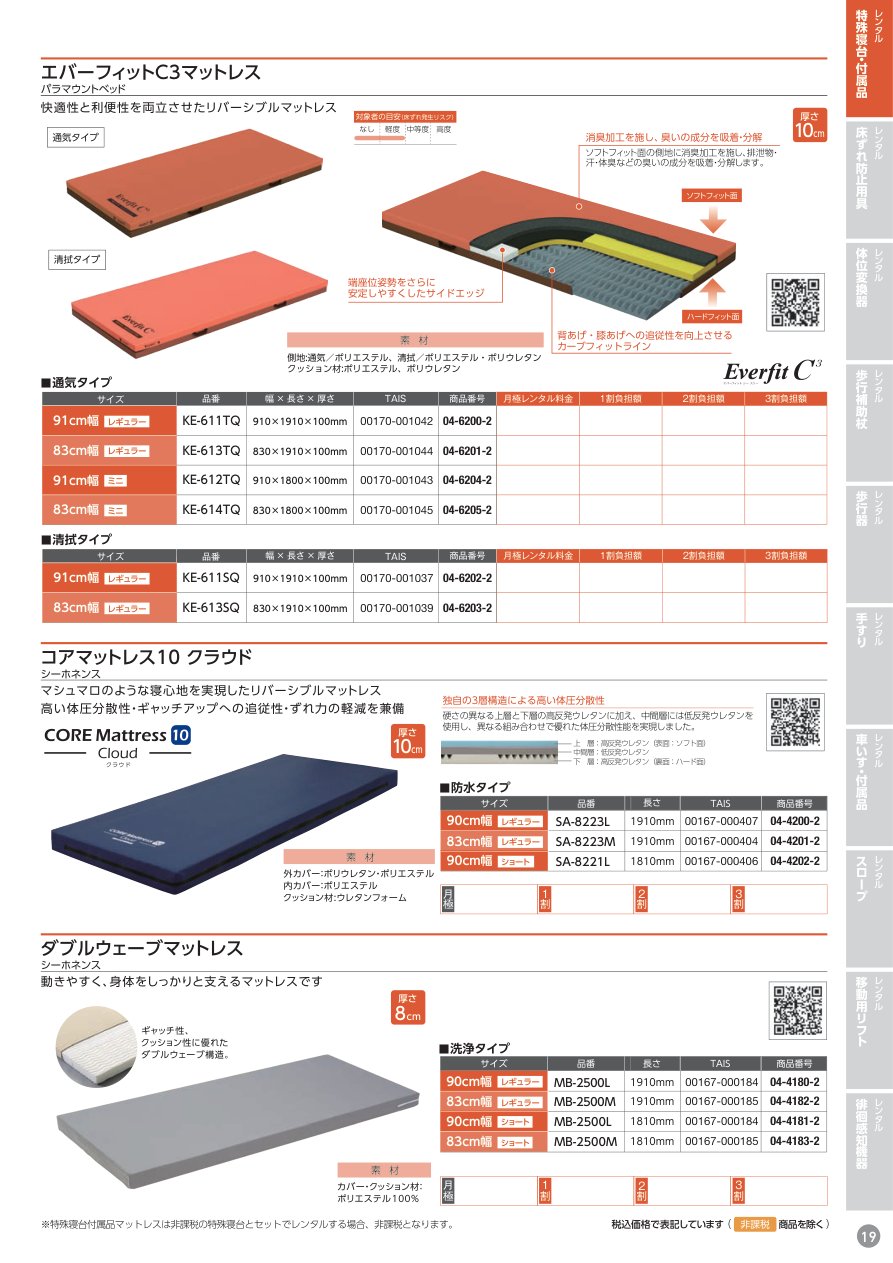 エバーフィットC3マットレス
パラマウントベッド
快適性と利便性を両立させたリバーシブルマットレス
対象者の目安(床ずれ発生リスク)
なし 軽度 中等度 高度
厚さ
10cm
通気タイプ
Everfit C3
清拭タイプ
Everfit C3
消臭加工を施し、臭いの成分を吸着・分解
ソフトフィット面の側地に消臭加工を施し、排泄物・
汗・体臭などの臭いの成分を吸着・分解します。
ソフトフィット面
端座位姿勢をさらに
安定しやすくしたサイドエッジ
ハードフィット面
背あげ・膝あげへの追従性を向上させる
カーブフィットライン
素 材
側地:通気/ポリエステル、清拭/ポリエステル・ポリウレタン
クッション材:ポリエステル、ポリウレタン
Everfit C3
■通気タイプ
サイズ 品番 幅×長さ×厚さ TAIS 商品番号 月極レンタル料金 1割負担額 2割負担額 3割負担額
91cm幅 レギュラー KE-611TQ 910×1910×100mm 00170-001042 04-6200-2
83cm幅 レギュラー KE-613TQ 830×1910×100mm 00170-001044 04-6201-2
91cm幅 ミニ KE-612TQ 910×1800×100mm 00170-001043 04-6204-2
83cm幅 ミニ KE-614TQ 830×1800×100mm 00170-001045 04-6205-2
■清拭タイプ
サイズ 品番 幅×長さ×厚さ TAIS 商品番号 月極レンタル料金 1割負担額 2割負担額 3割負担額
91cm幅 レギュラー KE-611SQ 910×1910×100mm 00170-001037 04-6202-2
83cm幅 レギュラー KE-613SQ 830×1910×100mm 00170-001039 04-6203-2
コアマットレス10 クラウド
シーホネンス
マシュマロのような寝心地を実現したリバーシブルマットレス
高い体圧分散性・ギャッチアップへの追従性・ずれ力の軽減を兼備
CORE Mattress 10
Cloud
クラウド
厚さ
10cm
CORE Mattress 10
Cloud
独自の3層構造による高い体圧分散性
硬さの異なる上層と下層の高反発ウレタンに加え、中間層には低反発ウレタンを
使用し、異なる組み合わせで優れた体圧分散性能を実現しました。
上 層:高反発ウレタン（表面:ソフト面）
中間層:低反発ウレタン
下 層:高反発ウレタン（裏面:ハード面）
素 材
外カバー:ポリウレタン・ポリエステル
内カバー:ポリエステル
クッション材:ウレタンフォーム
■防水タイプ
サイズ 品番 長さ TAIS 商品番号
90cm幅 レギュラー SA-8223L 1910mm 00167-000407 04-4200-2
83cm幅 レギュラー SA-8223M 1910mm 00167-000404 04-4201-2
90cm幅 ショート SA-8221L 1810mm 00167-000406 04-4202-2
月極 1割 2割 3割
ダブルウェーブマットレス
シーホネンス
動きやすく、身体をしっかりと支えるマットレスです
厚さ
8cm
ギャッチ性、
クッション性に優れた
ダブルウェーブ構造。
素 材
カバー・クッション材:
ポリエステル100%
■洗浄タイプ
サイズ 品番 長さ TAIS 商品番号
90cm幅 レギュラー MB-2500L 1910mm 00167-000184 04-4180-2
83cm幅 レギュラー MB-2500M 1910mm 00167-000185 04-4182-2
90cm幅 ショート MB-2500L 1810mm 00167-000184 04-4181-2
83cm幅 ショート MB-2500M 1810mm 00167-000185 04-4183-2
月極 1割 2割 3割
※特殊寝台付属品マットレスは非課税の特殊寝台とセットでレンタルする場合、非課税となります。
税込価格で表記しています（ 非課税 商品を除く）
レンタル
特殊寝台・付属品
レンタル
床ずれ防止用具
レンタル
体位変換器
レンタル
歩行補助杖
レンタル
歩行器
レンタル
手すり
レンタル
車いす・付属品
レンタル
スロープ
レンタル
移動用リフト
レンタル
徘徊感知機器
19